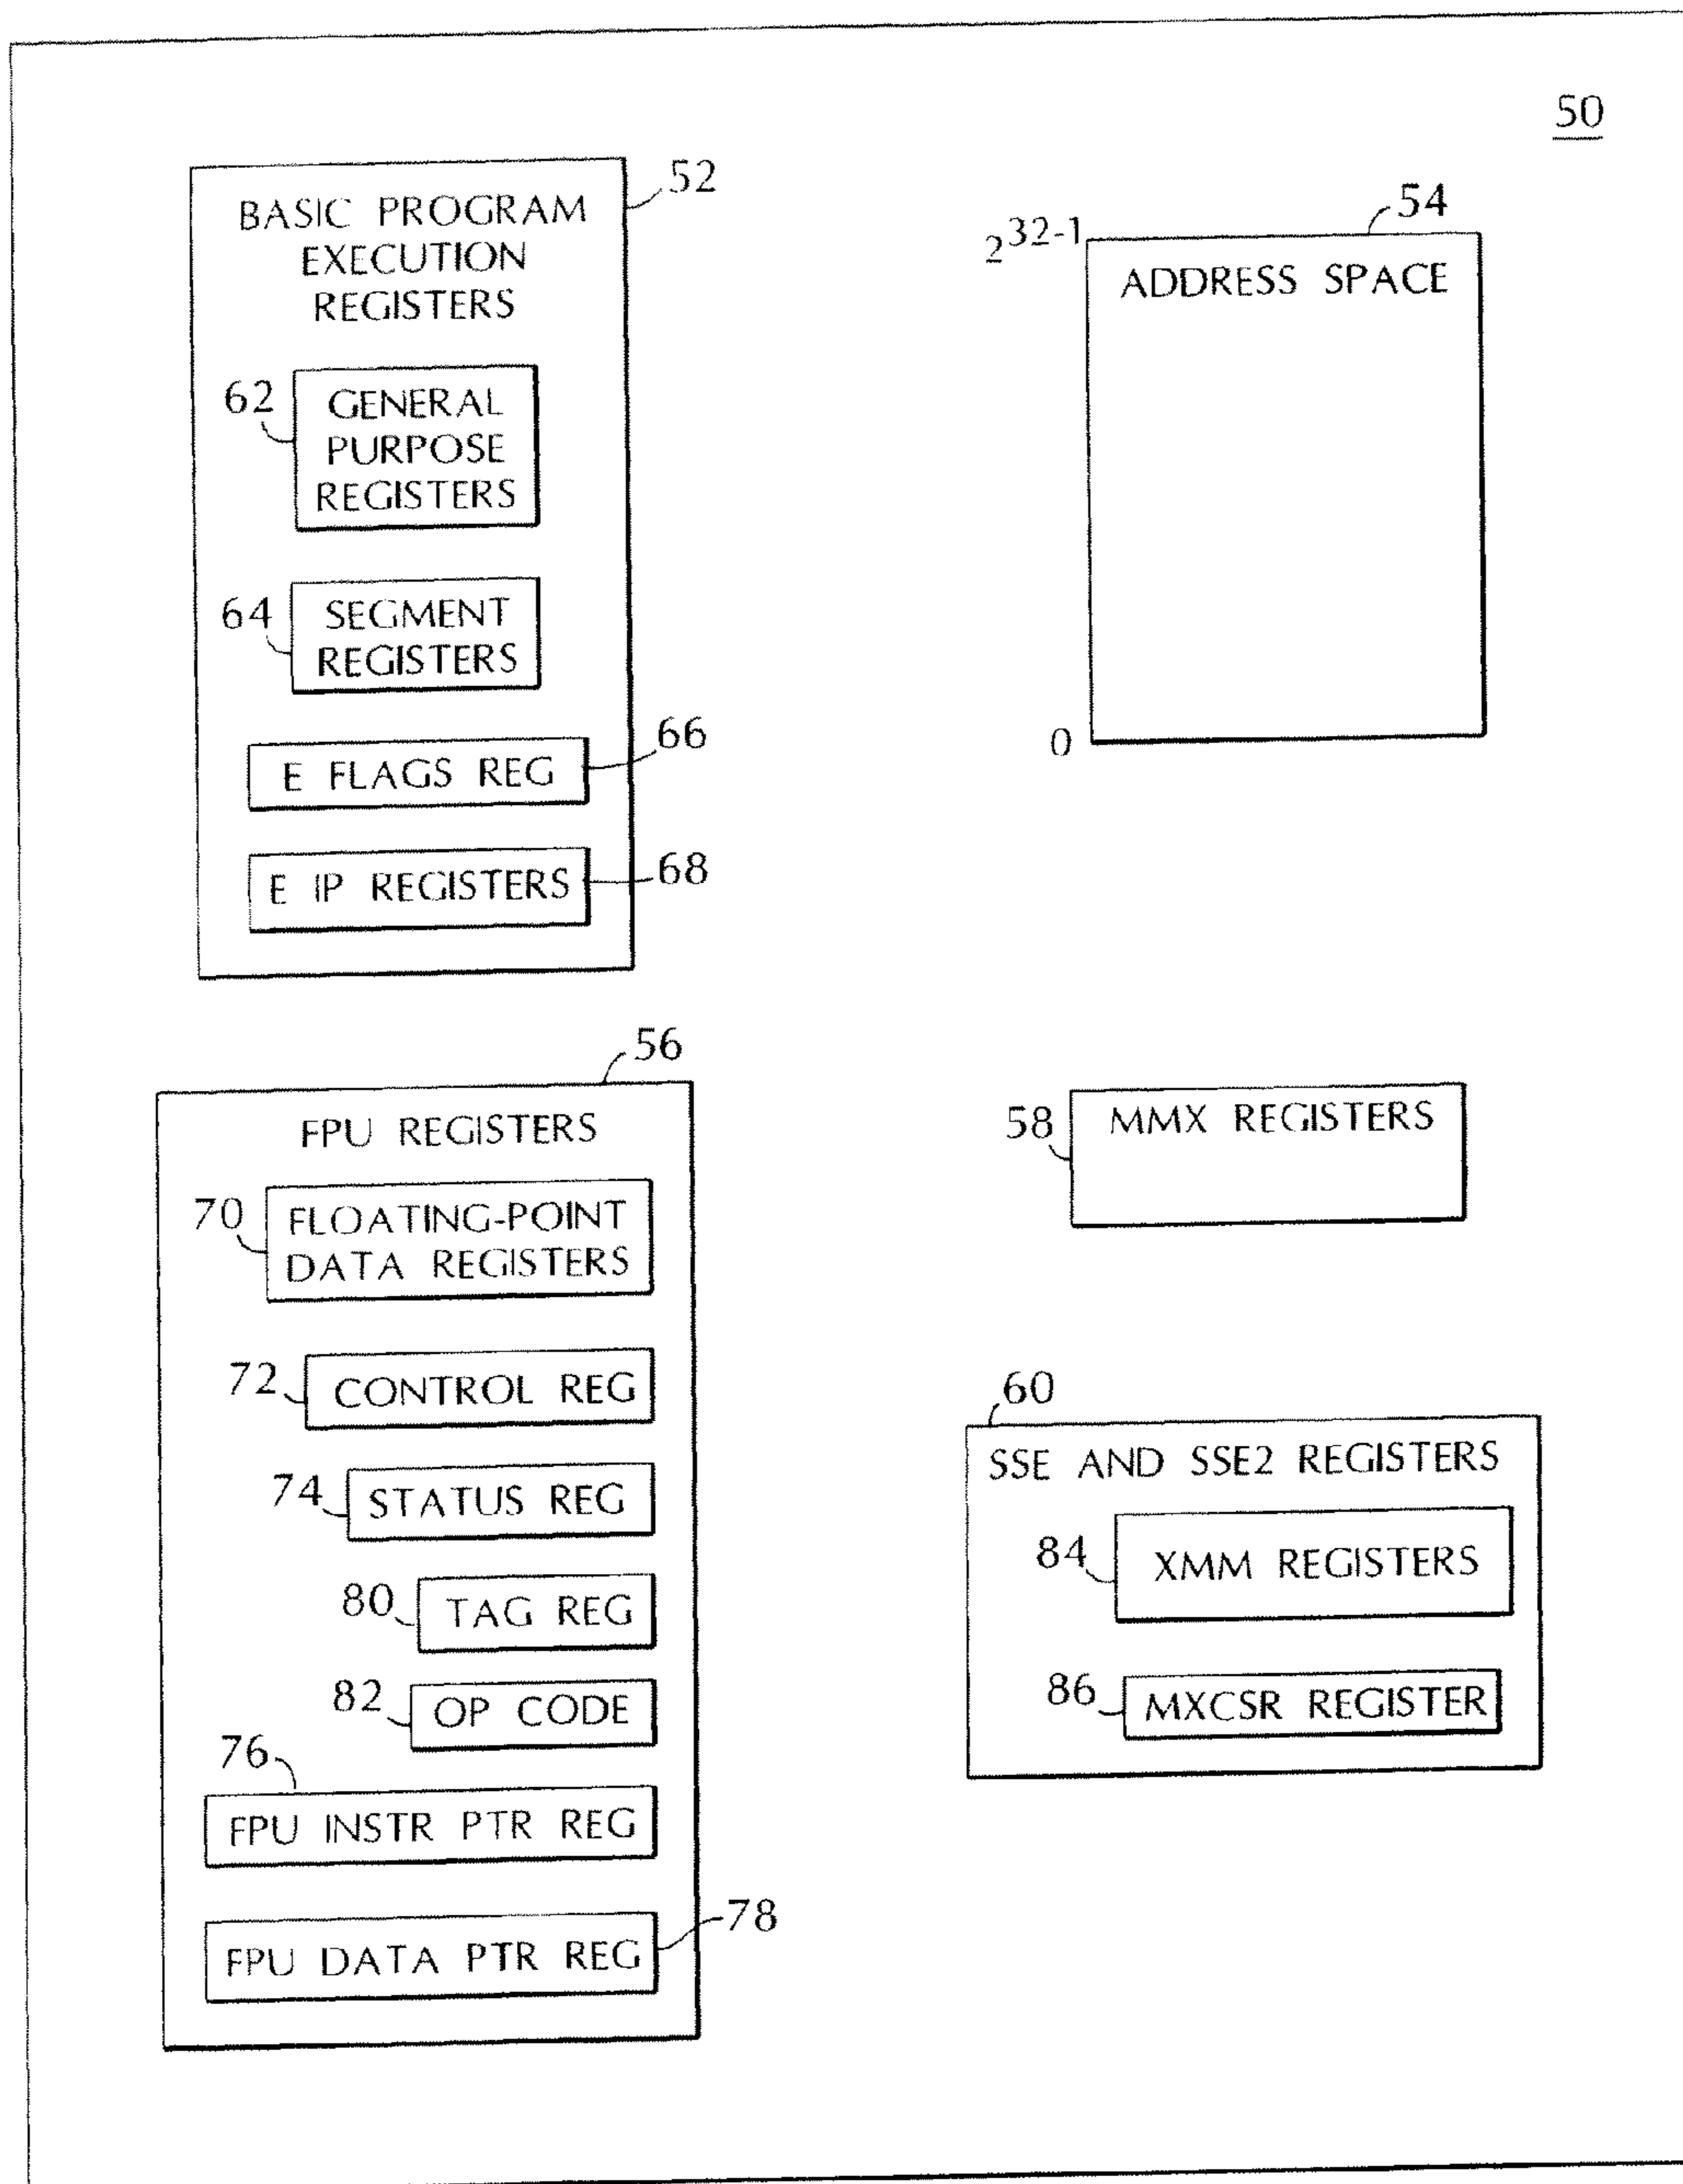 50
52
BASIC PROGRAM
EXECUTION
REGISTERS
62
GENERAL
PURPOSE
REGISTERS
64
SEGMENT
REGISTERS
66
E FLAGS REG
68
E IP REGISTERS
54
2^32-1
ADDRESS SPACE
0
56
FPU REGISTERS
70
FLOATING-POINT
DATA REGISTERS
72
CONTROL REG
74
STATUS REG
80
TAG REG
82
OP CODE
76
FPU INSTR PTR REG
78
FPU DATA PTR REG
58
MMX REGISTERS
60
SSE AND SSE2 REGISTERS
84
XMM REGISTERS
86
MXCSR REGISTER